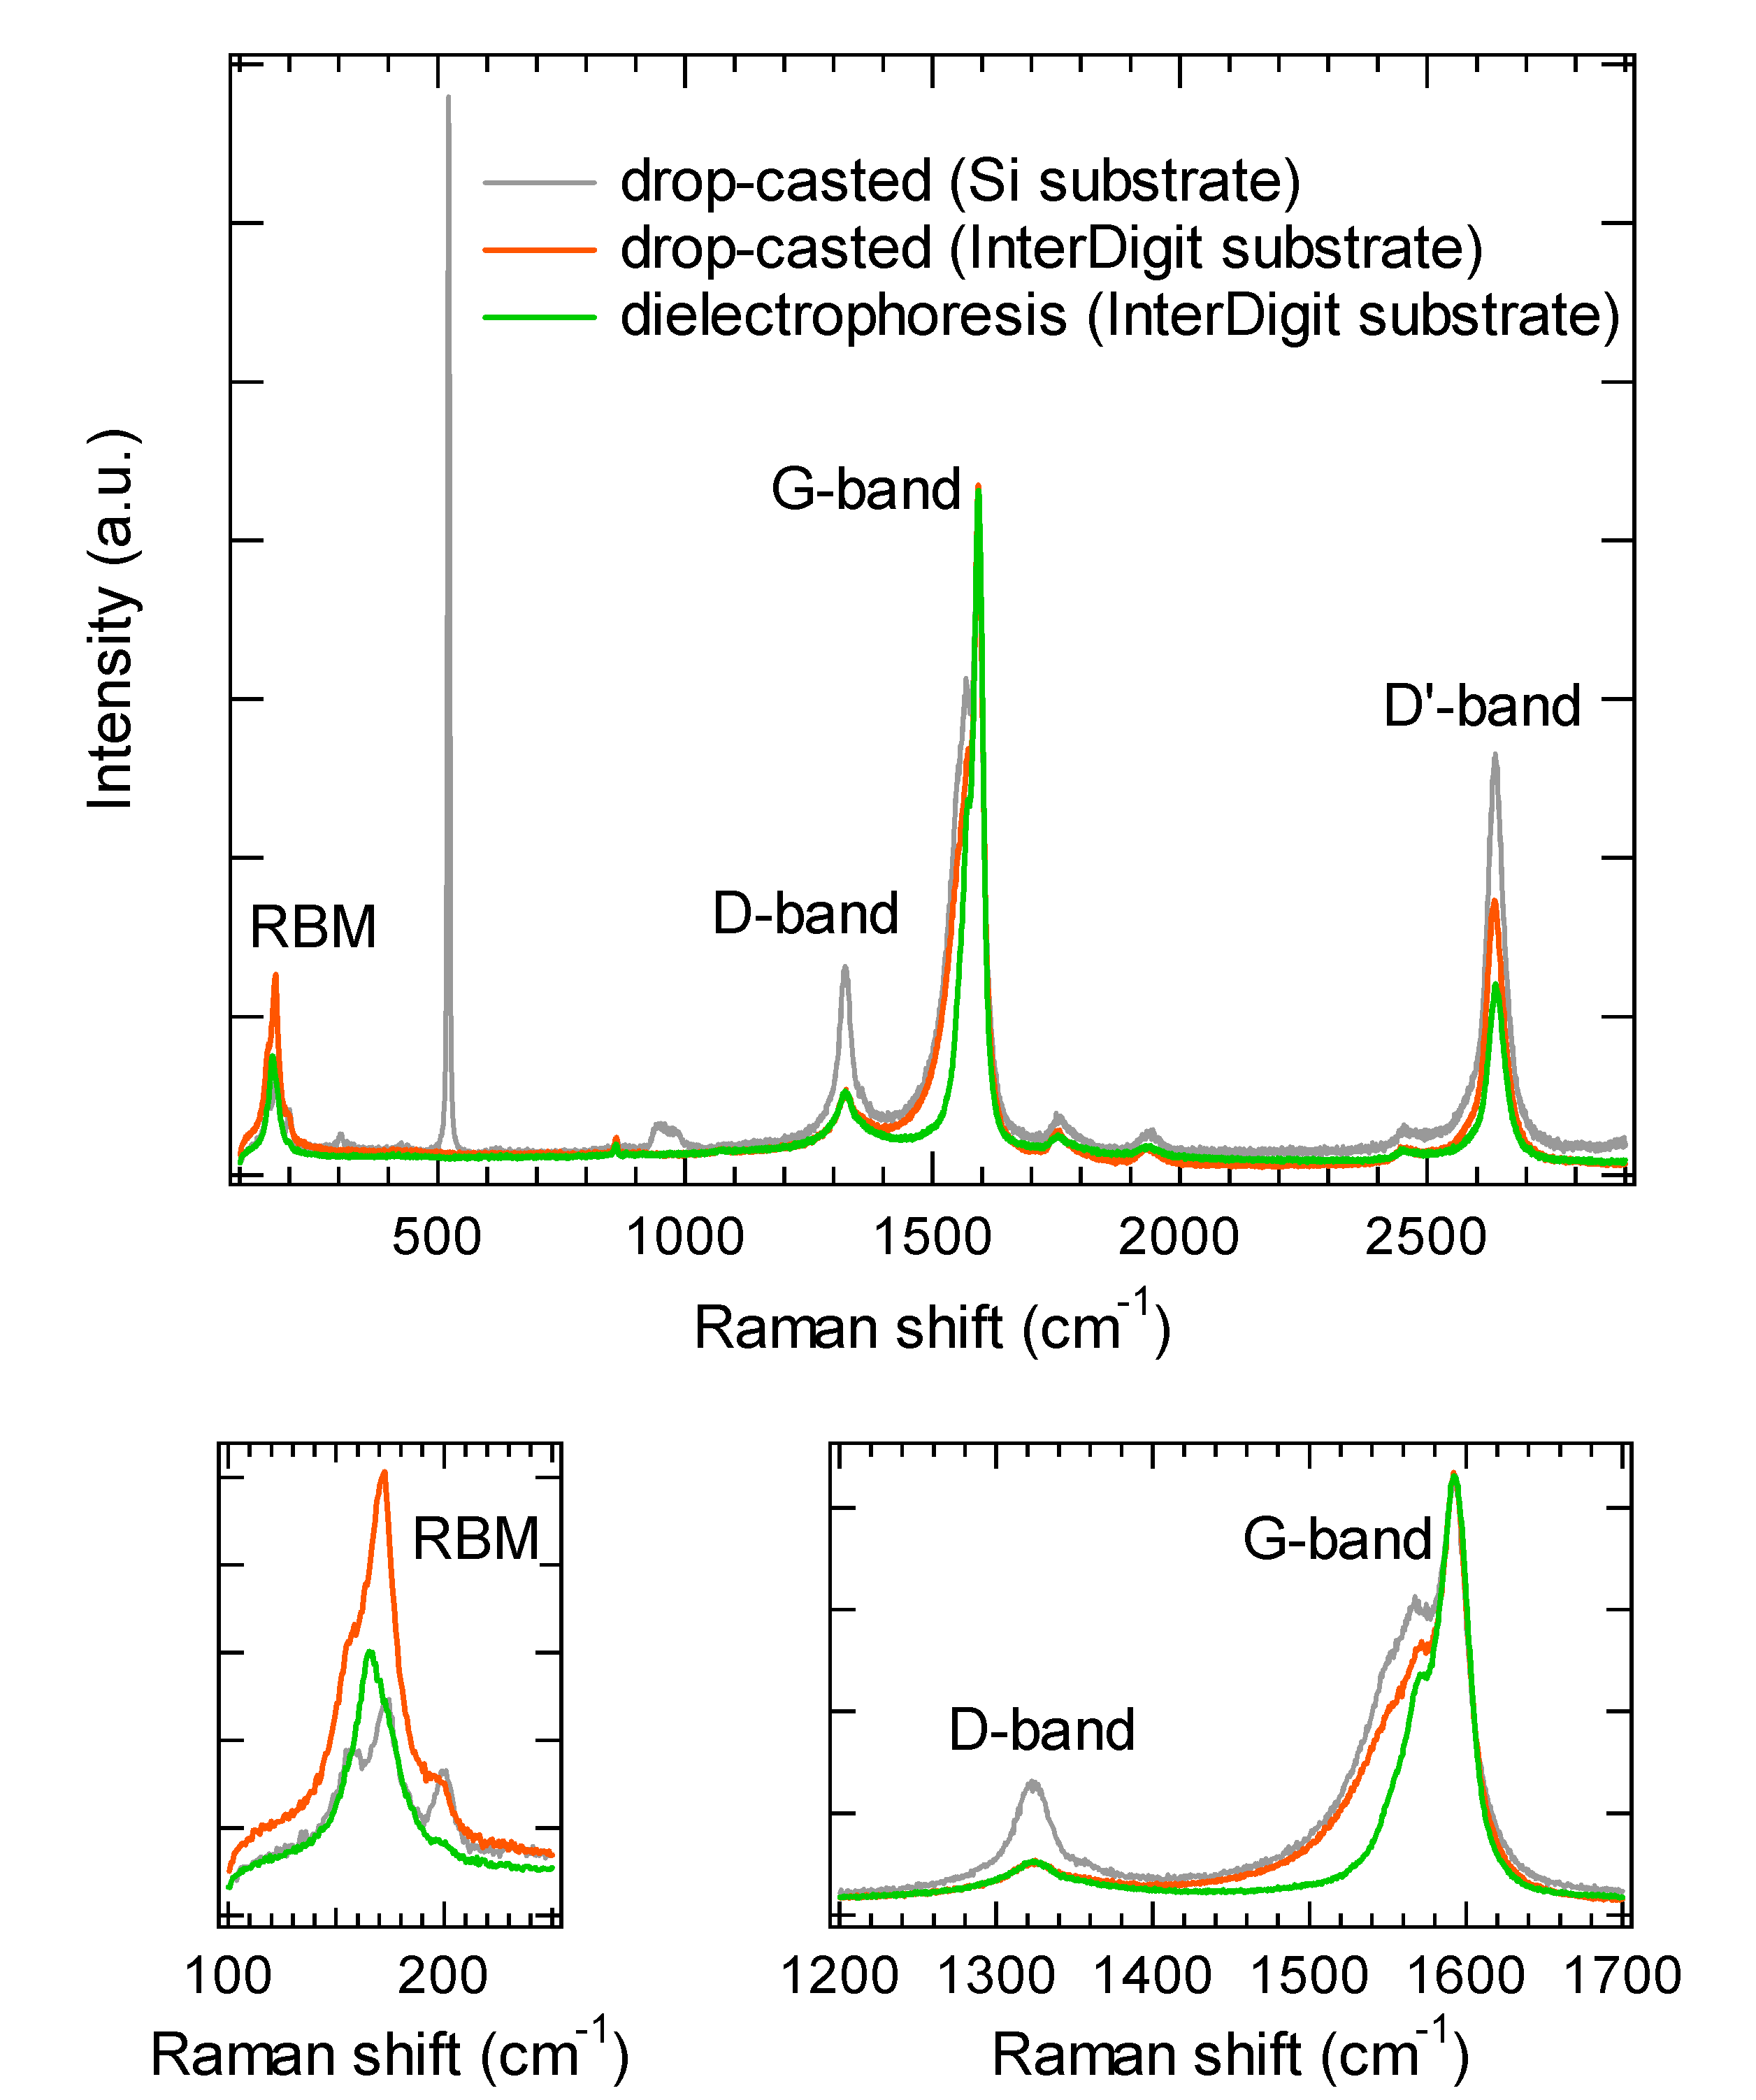 drop-casted (Si substrate)
drop-casted (InterDigit substrate)
dielectrophoresis (InterDigit substrate)
Intensity (a.u.)
G-band
D'-band
D-band
RBM
500 1000 1500 2000 2500
Raman shift (cm⁻¹)
RBM
100 200
Raman shift (cm⁻¹)
G-band
D-band
1200 1300 1400 1500 1600 1700
Raman shift (cm⁻¹)